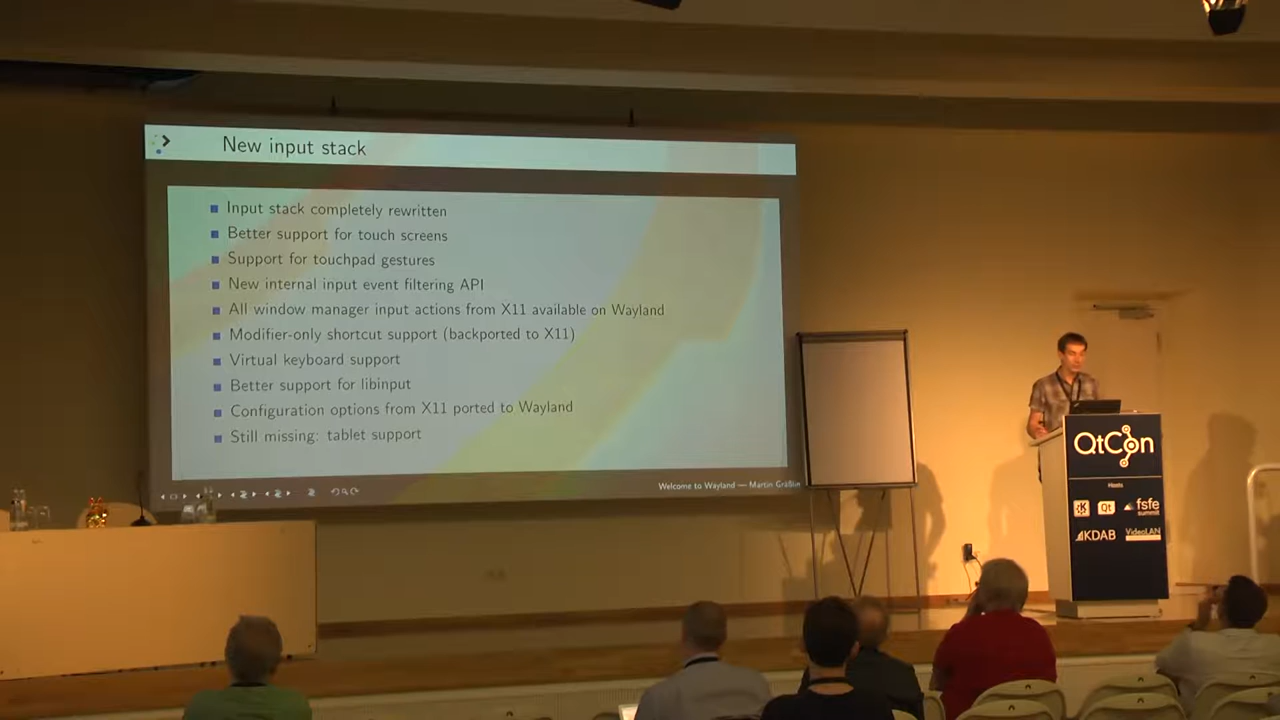 New input stack
Input stack completely rewritten
Better support for touch screens
Support for touchpad gestures
New internal input event filtering API
All window manager input actions from X11 available on Wayland
Modifier-only shortcut support (backported to X11)
Virtual keyboard support
Better support for libinput
Configuration options from X11 ported to Wayland
Still missing: tablet support
Welcome to Wayland — Martin Gräßlin
QtCon
Hosts
Qt
fsfe
summit
KDAB
VideoLAN